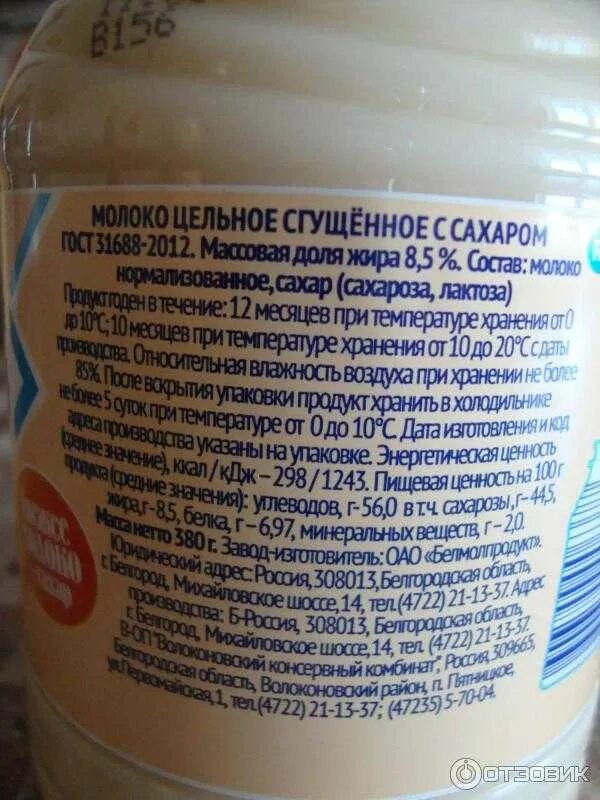 МОЛОКО ЦЕЛЬНОЕ СГУЩЁННОЕ С САХАРОМ
ГОСТ 31688-2012. Массовая доля жира 8,5 %. Состав: молоко
нормализованное, сахар (сахароза, лактоза)
Продукт годен в течение: 12 месяцев при температуре хранения от 0
до 10°С; 10 месяцев при температуре хранения от 10 до 20°С с даты
производства. Относительная влажность воздуха при хранении не более
85%. После вскрытия упаковки продукт хранить в холодильнике
не более 5 суток при температуре от 0 до 10°С. Дата изготовления и код
адреса производства указаны на упаковке. Энергетическая ценность
(среднее значение), ккал / кДж – 298 / 1243. Пищевая ценность на 100 г
продукта (средние значения): углеводов, г-56,0 в т.ч. сахарозы, г- 44,5,
жира,г- 8,5, белка, г – 6,97, минеральных веществ, г – 2,0.
Масса нетто 380 г. Завод-изготовитель: ОАО «Белмолпродукт».
Юридический адрес: Россия, 308013, Белгородская область,
г. Белгород, Михайловское шоссе, 14, тел.(4722) 21-13-37. Адрес
производства: Б-Россия, 308013, Белгородская область,
г. Белгород, Михайловское шоссе, 14, тел. (4722) 21-13-37.
В-ОП "Волоконовский консервный комбинат", Россия, 309665,
Белгородская область, Волоконовский район, п. Пятницкое,
ул.Первомайская, 1, тел.(4722) 21-13-37; (47235) 5-70-04.
ОТЗОВИК